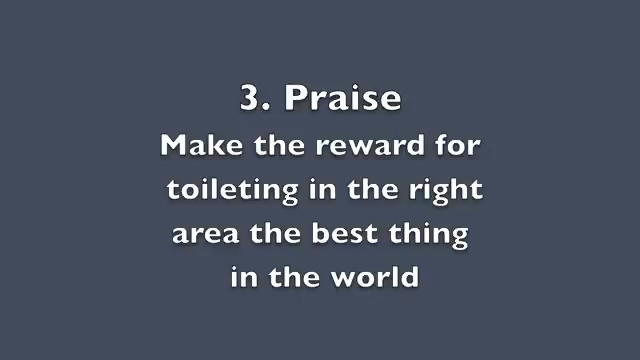 3. Praise
Make the reward for
toileting in the right
area the best thing
in the world